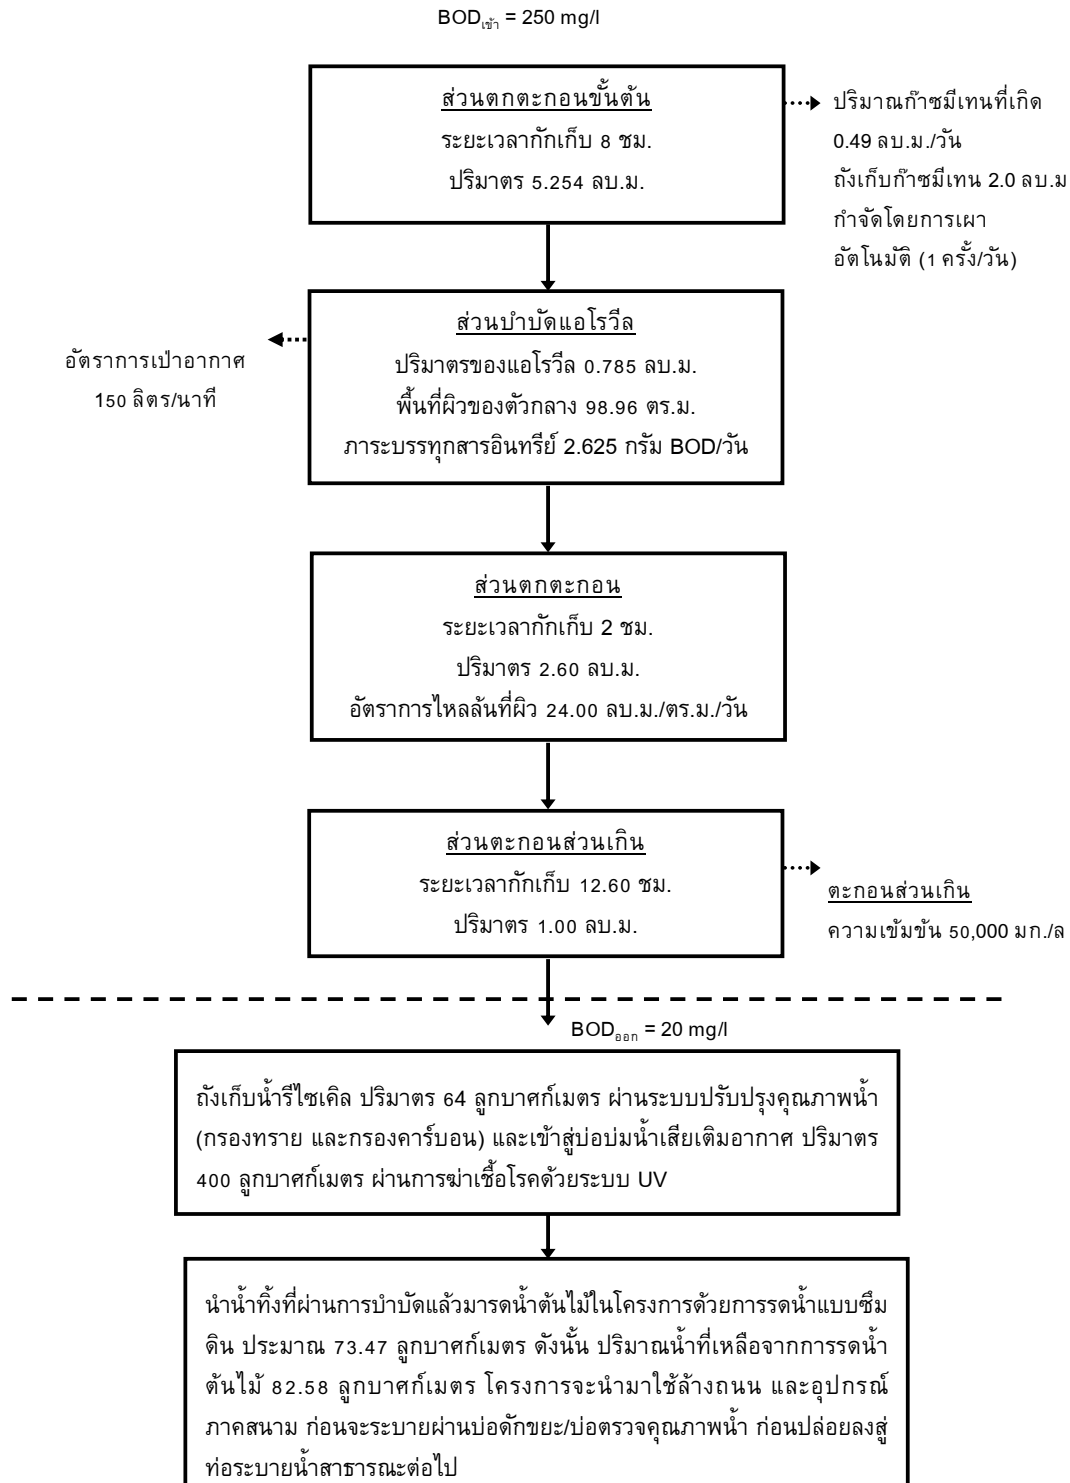 BODเข้า = 250 mg/l
ส่วนตกตะกอนขั้นต้น
ระยะเวลากักเก็บ 8 ชม.
ปริมาตร 5.254 ลบ.ม.
ปริมาณก๊าซมีเทนที่เกิด
0.49 ลบ.ม./วัน
ถังเก็บก๊าซมีเทน 2.0 ลบ.ม
กำจัดโดยการเผา
อัตโนมัติ (1 ครั้ง/วัน)
ส่วนบำบัดแอโรวีล
ปริมาตรของแอโรวีล 0.785 ลบ.ม.
พื้นที่ผิวของตัวกลาง 98.96 ตร.ม.
ภาระบรรทุกสารอินทรีย์ 2.625 กรัม BOD/วัน
อัตราการเป่าอากาศ
150 ลิตร/นาที
ส่วนตกตะกอน
ระยะเวลากักเก็บ 2 ชม.
ปริมาตร 2.60 ลบ.ม.
อัตราการไหลล้นที่ผิว 24.00 ลบ.ม./ตร.ม./วัน
ส่วนตะกอนส่วนเกิน
ระยะเวลากักเก็บ 12.60 ชม.
ปริมาตร 1.00 ลบ.ม.
ตะกอนส่วนเกิน
ความเข้มข้น 50,000 มก./ล
BODออก = 20 mg/l
ถังเก็บน้ำรีไซเคิล ปริมาตร 64 ลูกบาศก์เมตร ผ่านระบบปรับปรุงคุณภาพน้ำ
(กรองทราย และกรองคาร์บอน) และเข้าสู่บ่อบ่มน้ำเสียเติมอากาศ ปริมาตร
400 ลูกบาศก์เมตร ผ่านการฆ่าเชื้อโรคด้วยระบบ UV
นำน้ำทิ้งที่ผ่านการบำบัดแล้วมารดน้ำต้นไม้ในโครงการด้วยการรดน้ำแบบซึม
ดิน ประมาณ 73.47 ลูกบาศก์เมตร ดังนั้น ปริมาณน้ำที่เหลือจากการรดน้ำ
ต้นไม้ 82.58 ลูกบาศก์เมตร โครงการจะนำมาใช้ล้างถนน และอุปกรณ์
ภาคสนาม ก่อนจะระบายผ่านบ่อดักขยะ/บ่อตรวจคุณภาพน้ำ ก่อนปล่อยลงสู่
ท่อระบายน้ำสาธารณะต่อไป